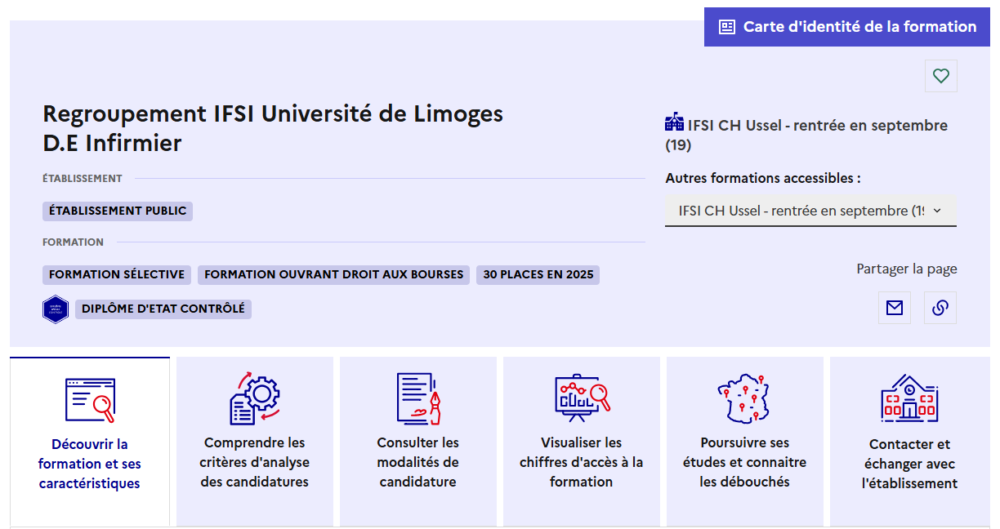 Carte d'identité de la formation
Regroupement IFSI Université de Limoges
D.E Infirmier
ÉTABLISSEMENT
ÉTABLISSEMENT PUBLIC
FORMATION
FORMATION SÉLECTIVE
FORMATION OUVRANT DROIT AUX BOURSES
30 PLACES EN 2025
DIPLÔME D'ETAT CONTRÔLÉ
IFSI CH Ussel - rentrée en septembre
(19)
Autres formations accessibles :
IFSI CH Ussel - rentrée en septembre (19
Partager la page
Découvrir la
formation et ses
caractéristiques
Comprendre les
critères d'analyse
des candidatures
Consulter les
modalités de
candidature
Visualiser les
chiffres d'accès à la
formation
Poursuivre ses
études et connaitre
les débouchés
Contacter et
échanger avec
l'établissement